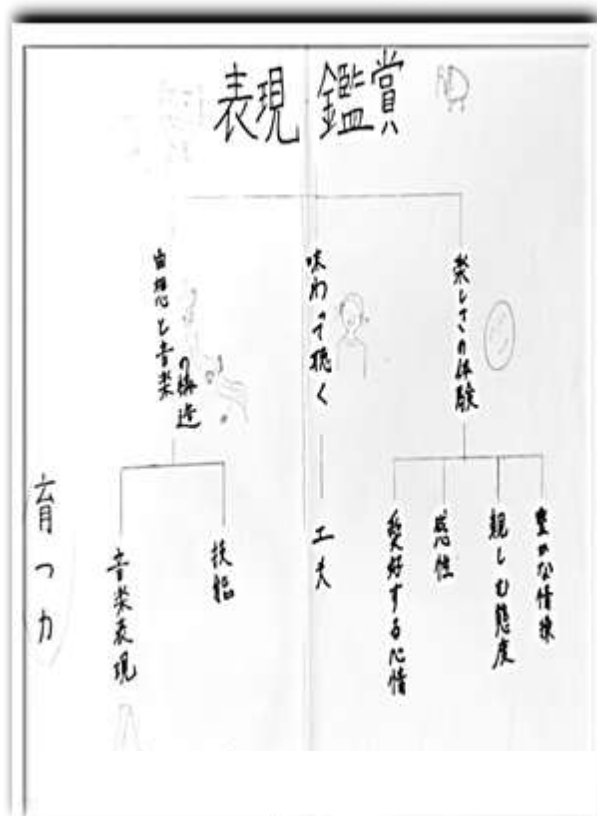 表現 鑑賞
楽しさの体験
豊かな情操
親しむ態度
感性
愛好する心情
味わって聴く
工夫
曲想と音楽
の構造
技能
音楽表現
育つ力